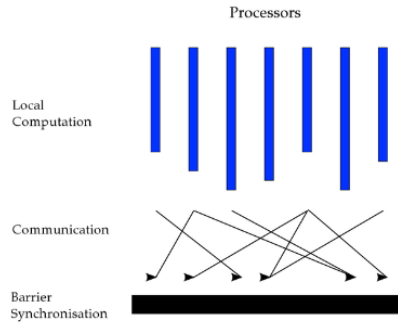 Processors
Local
Computation
Communication
Barrier
Synchronisation